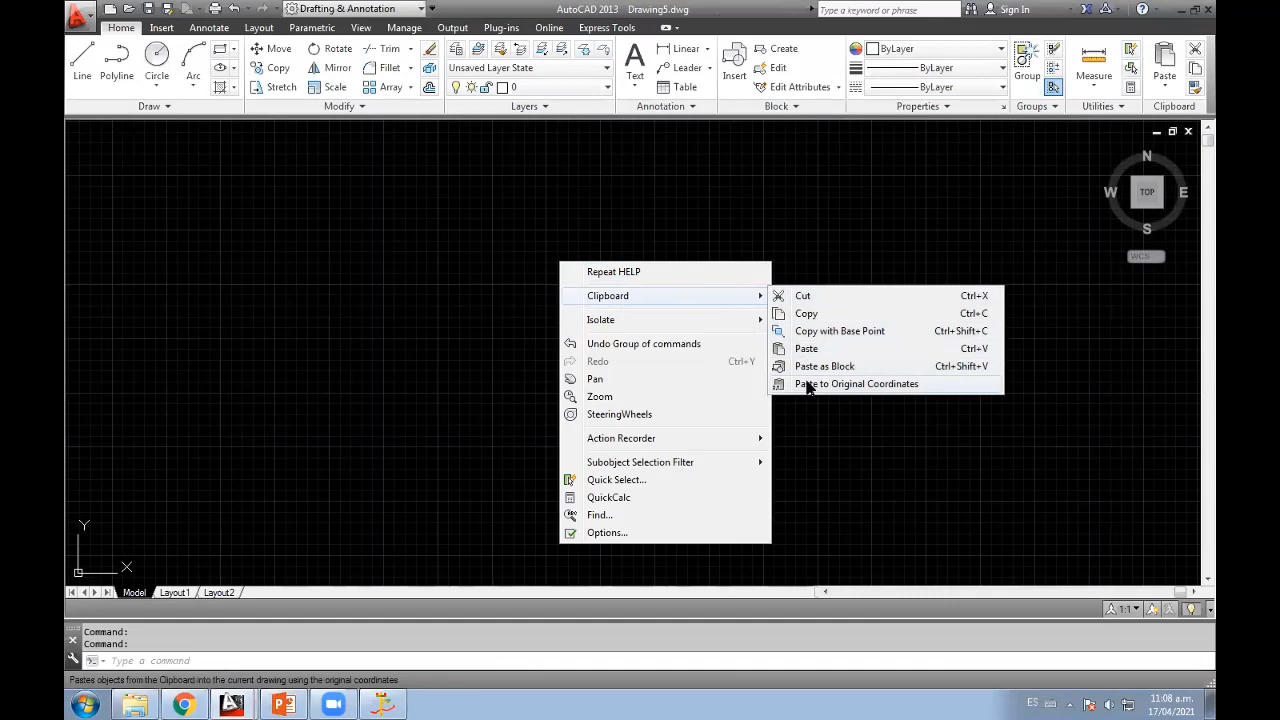 Drafting & Annotation
AutoCAD 2013 Drawing5.dwg
Type a keyword or phrase
Sign In
Home Insert Annotate Layout Parametric View Manage Output Plug-ins Online Express Tools
Line Polyline Circle Arc
Move Rotate Trim
Copy Mirror Fillet
Stretch Scale Array
Unsaved Layer State
0
Text
Linear
Leader
Table
Insert
Create
Edit
Edit Attributes
ByLayer
ByLayer
ByLayer
Group
Measure
Paste
Draw Modify Layers Annotation Block Properties Groups Utilities Clipboard
N
W TOP E
S
WCS
Repeat HELP
Clipboard
Isolate
Undo Group of commands
Redo Ctrl+Y
Pan
Zoom
SteeringWheels
Action Recorder
Subobject Selection Filter
Quick Select...
QuickCalc
Find...
Options...
Cut Ctrl+X
Copy Ctrl+C
Copy with Base Point Ctrl+Shift+C
Paste Ctrl+V
Paste as Block Ctrl+Shift+V
Paste to Original Coordinates
Y
X
Model Layout1 Layout2
1:1
Command:
Command:
Type a command
Pastes objects from the Clipboard into the current drawing using the original coordinates
ES
11:08 a.m.
17/04/2021